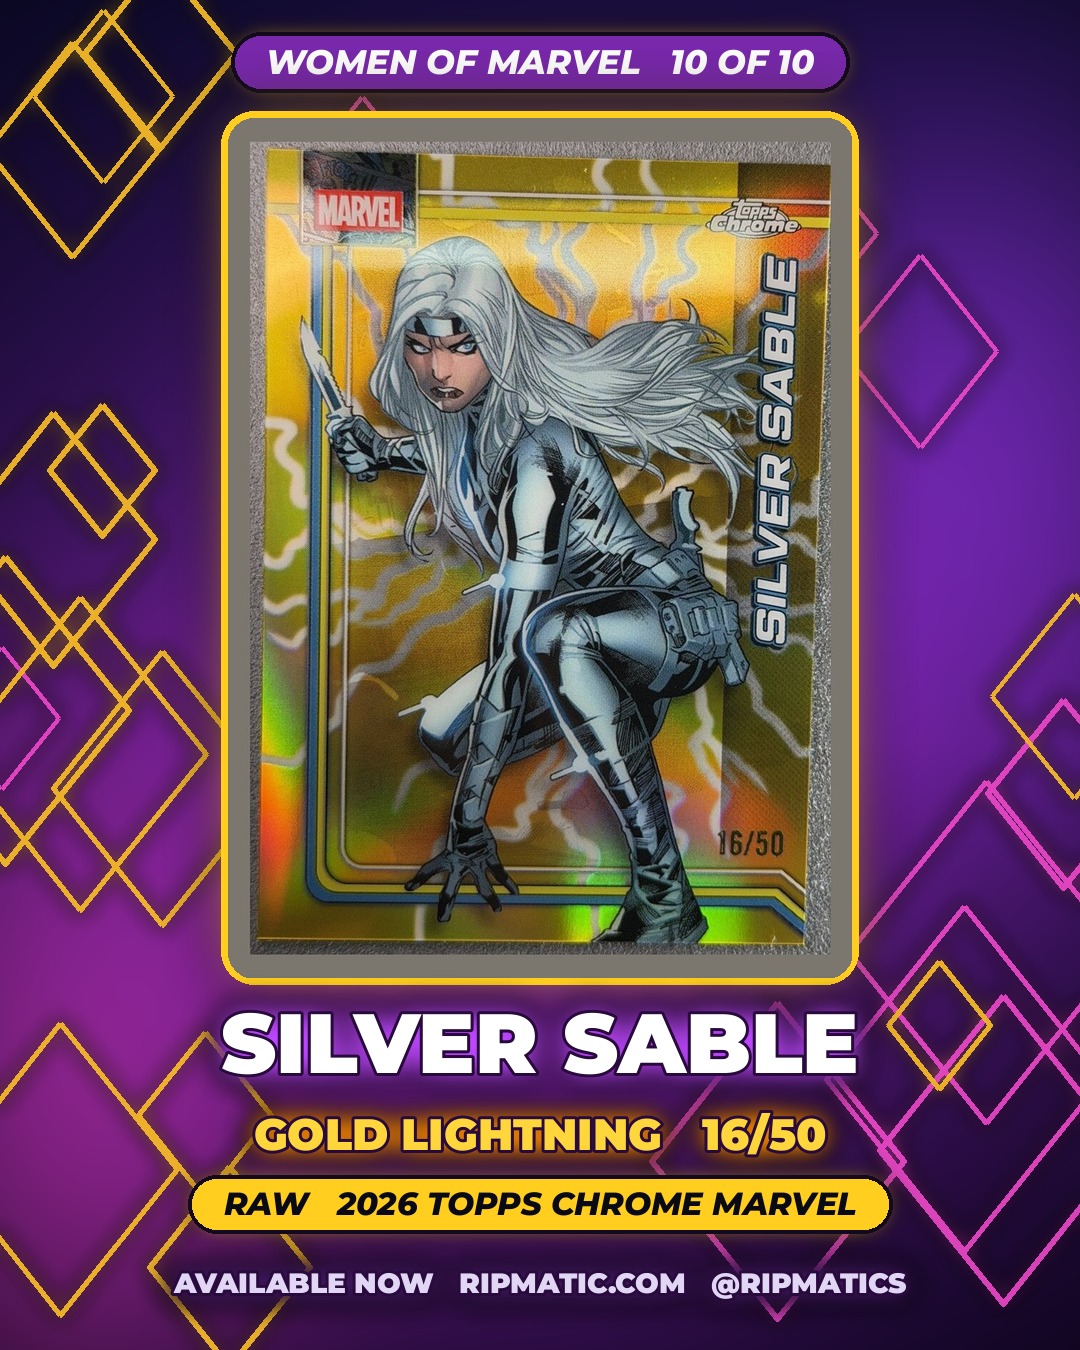 WOMEN OF MARVEL 10 OF 10
MARVEL
Topps Chrome
SILVER SABLE
16/50
SILVER SABLE
GOLD LIGHTNING 16/50
RAW 2026 TOPPS CHROME MARVEL
AVAILABLE NOW RIPMATIC.COM @RIPMATICS